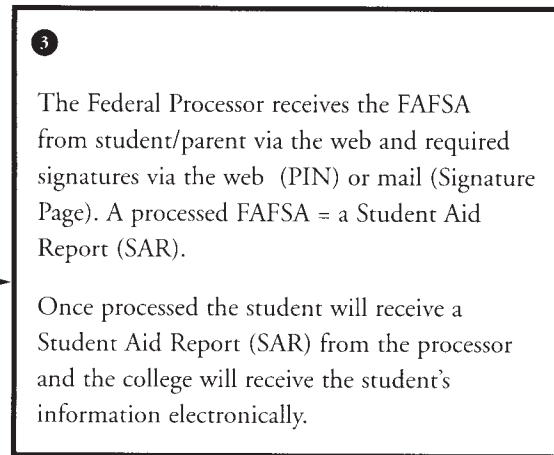 3
The Federal Processor receives the FAFSA
from student/parent via the web and required
signatures via the web (PIN) or mail (Signature
Page). A processed FAFSA = a Student Aid
Report (SAR).
Once processed the student will receive a
Student Aid Report (SAR) from the processor
and the college will receive the student's
information electronically.